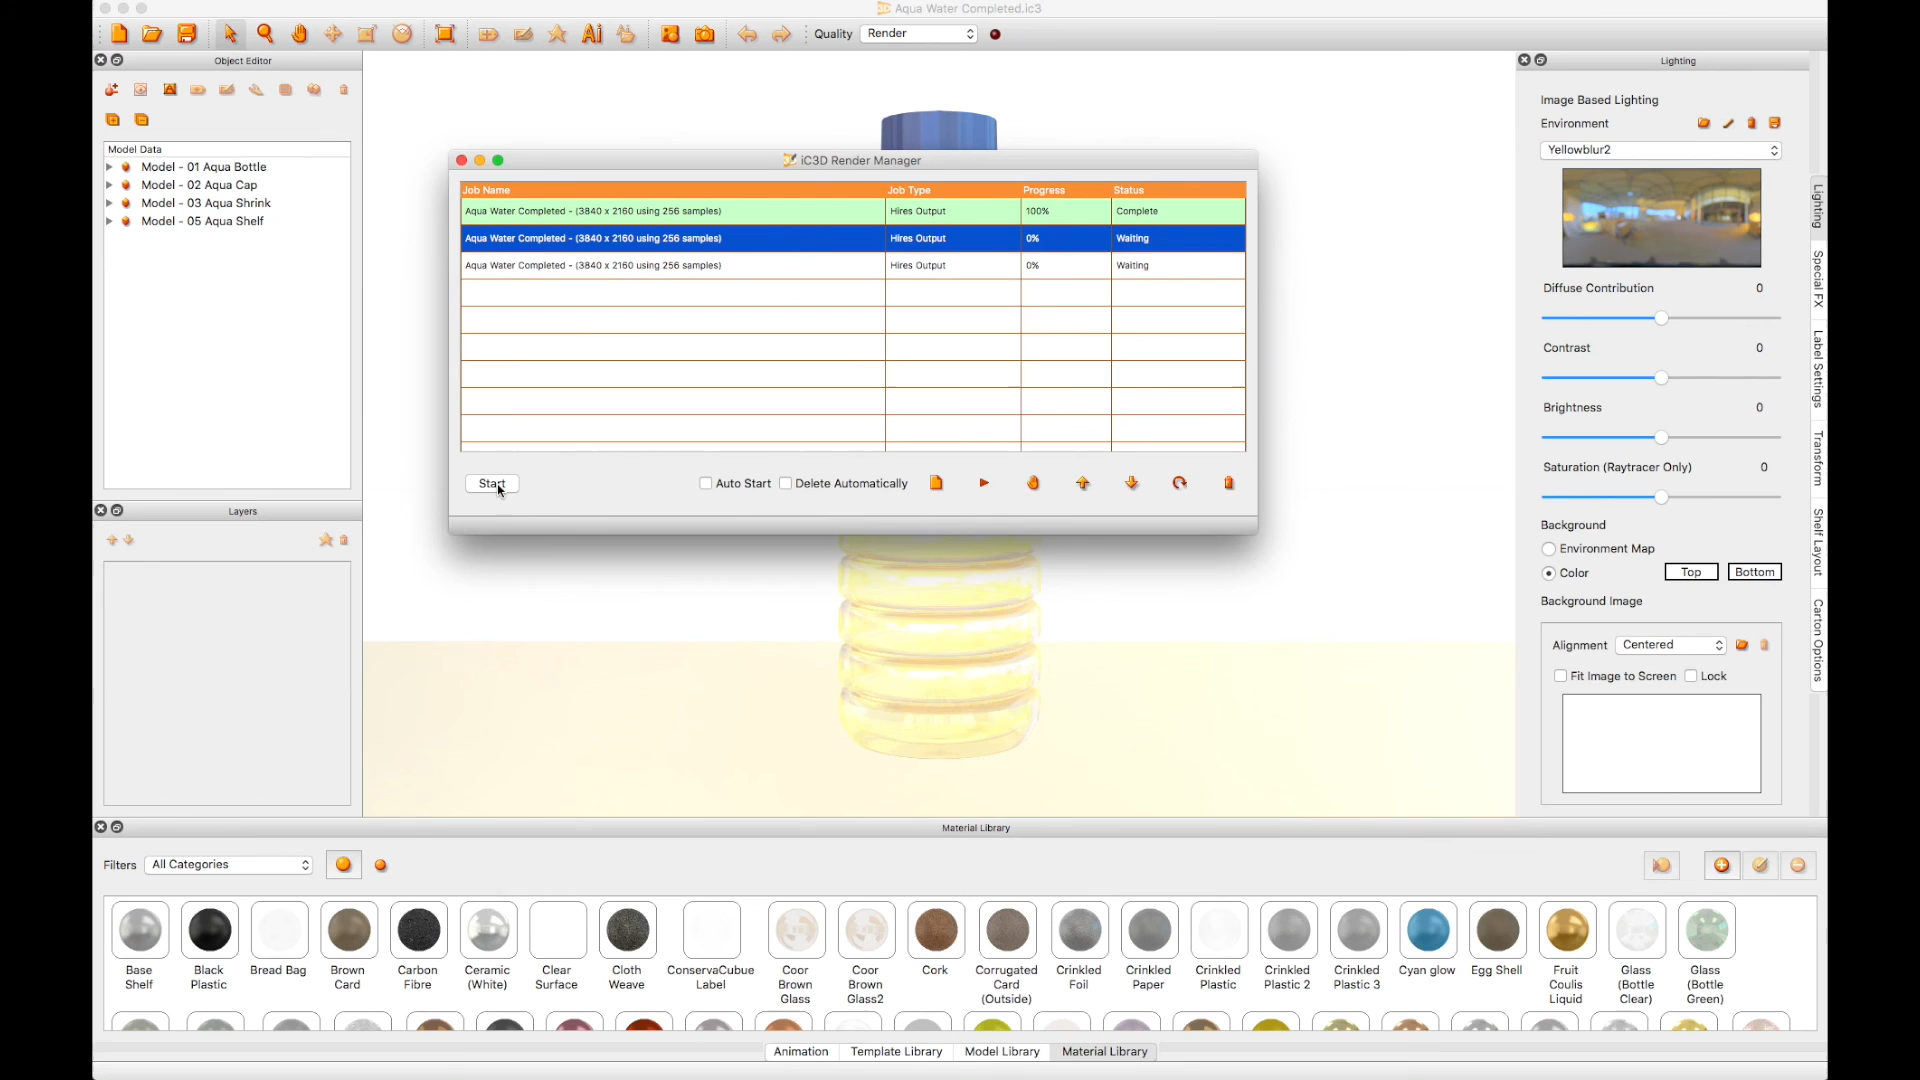 Aqua Water Completed.ic3
Quality Render
Object Editor
Model Data
Model - 01 Aqua Bottle
Model - 02 Aqua Cap
Model - 03 Aqua Shrink
Model - 05 Aqua Shelf
Layers
iC3D Render Manager
Job Name Job Type Progress Status
Aqua Water Completed - (3840 x 2160 using 256 samples) Hires Output 100% Complete
Aqua Water Completed - (3840 x 2160 using 256 samples) Hires Output 0% Waiting
Aqua Water Completed - (3840 x 2160 using 256 samples) Hires Output 0% Waiting
Start Auto Start Delete Automatically
Lighting
Image Based Lighting
Environment
Yellowblur2
Diffuse Contribution 0
Contrast 0
Brightness 0
Saturation (Raytracer Only) 0
Background
Environment Map
Color Top Bottom
Background Image
Alignment Centered
Fit Image to Screen Lock
Lighting
Special FX
Label Settings
Transform
Shelf Layout
Carton Options
Material Library
Filters All Categories
Base Shelf
Black Plastic
Bread Bag
Brown Card
Carbon Fibre
Ceramic (White)
Clear Surface
Cloth Weave
ConservaCubue Label
Coor Brown Glass
Coor Brown Glass2
Cork
Corrugated Card (Outside)
Crinkled Foil
Crinkled Paper
Crinkled Plastic
Crinkled Plastic 2
Crinkled Plastic 3
Cyan glow
Egg Shell
Fruit Coulis Liquid
Glass (Bottle Clear)
Glass (Bottle Green)
Animation Template Library Model Library Material Library